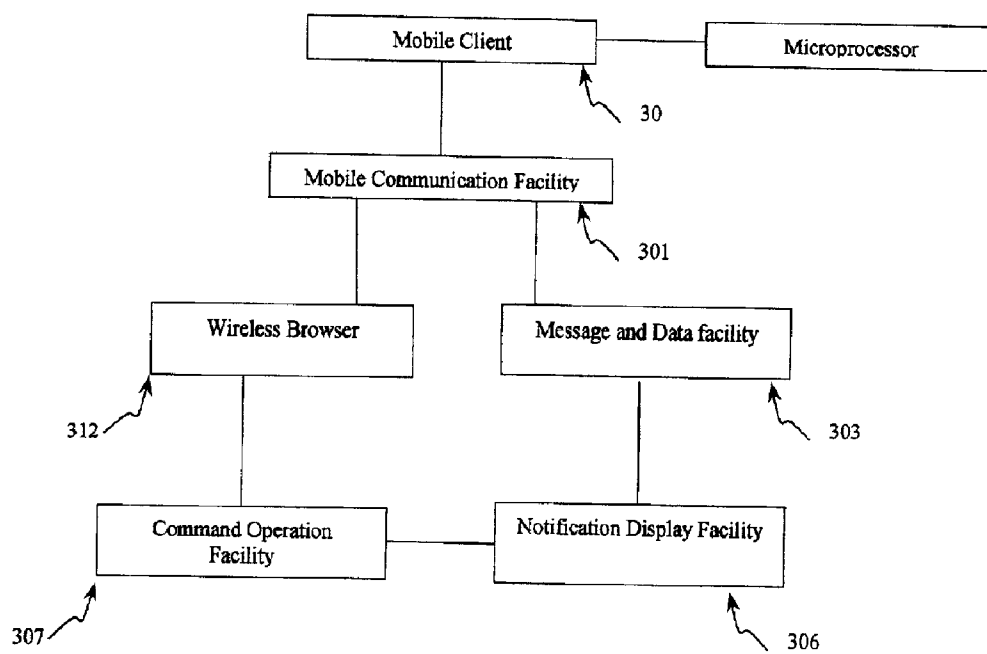 Mobile Client
Microprocessor
30
Mobile Communication Facility
301
Wireless Browser
Message and Data facility
312
303
Command Operation
Facility
Notification Display Facility
307
306